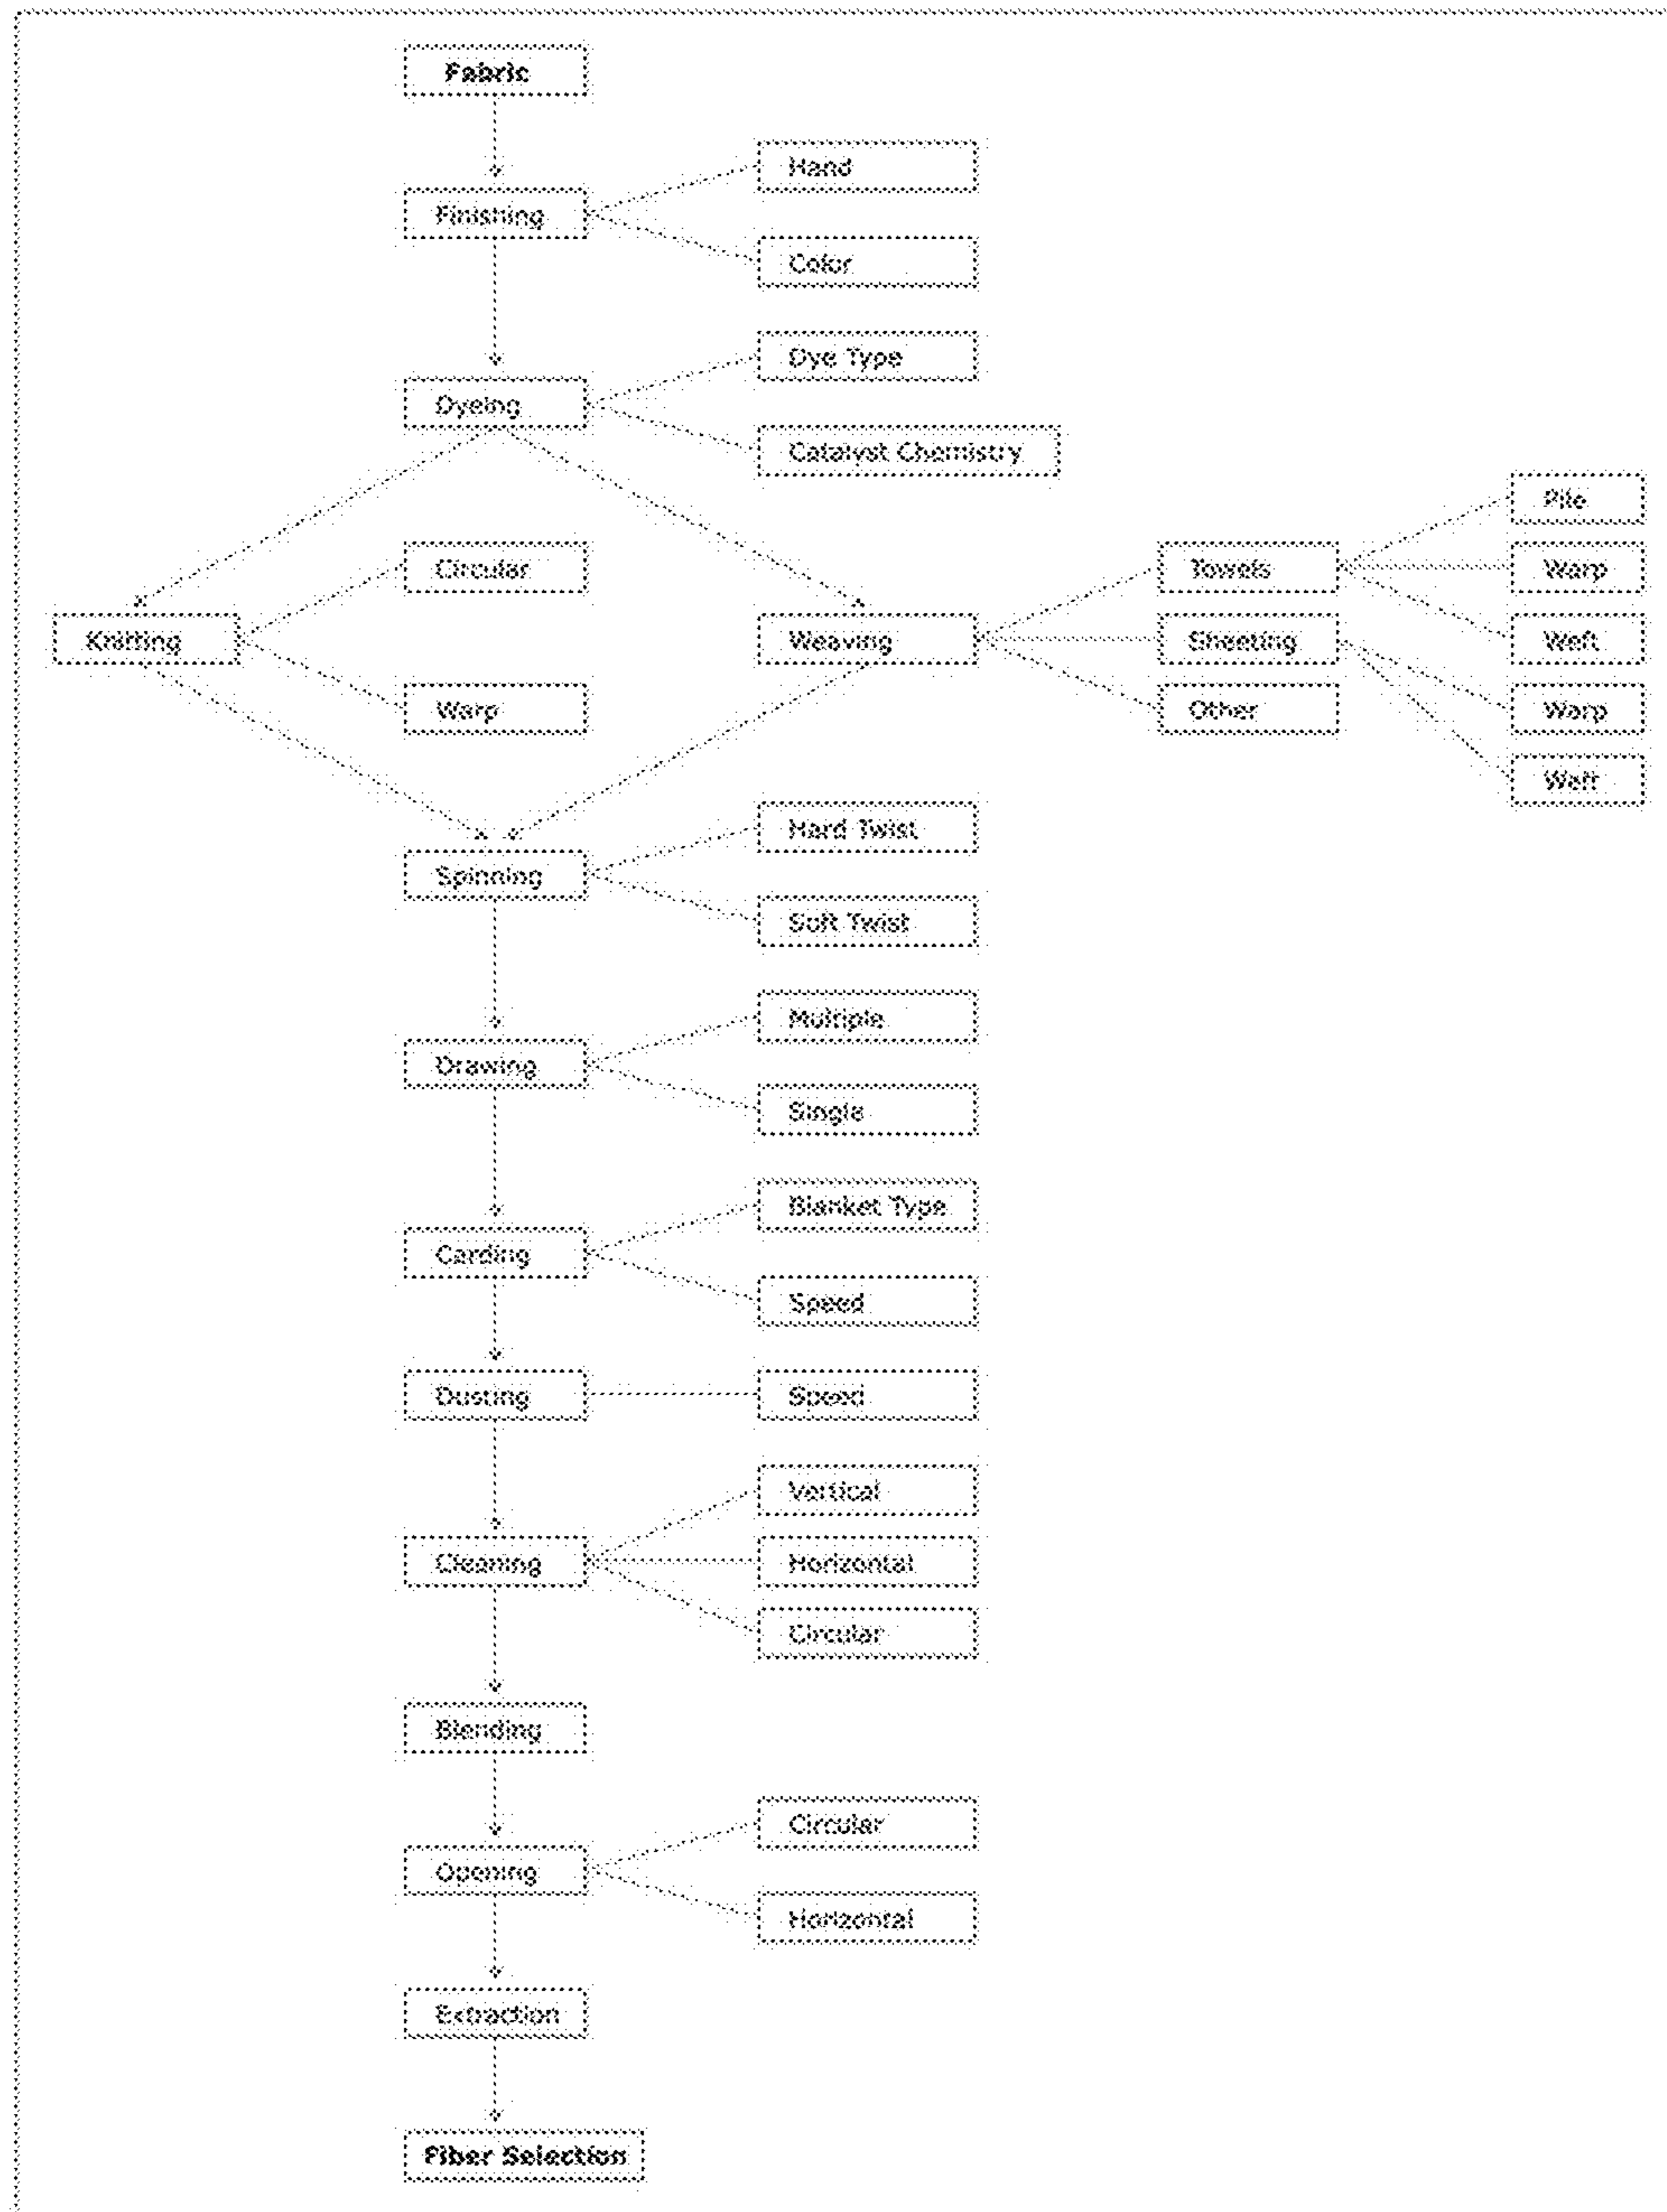 Fabric
Hand
Finishing
Color
Dye Type
Dyeing
Catalyst Chemistry
Pile
Circular
Towels
Warp
Knitting
Weaving
Sheeting
Weft
Warp
Other
Warp
Weft
Hard Twist
Spinning
Soft Twist
Multiple
Drawing
Single
Blanket Type
Carding
Speed
Dusting
Speed
Vertical
Cleaning
Horizontal
Circular
Blending
Circular
Opening
Horizontal
Extraction
Fiber Selection